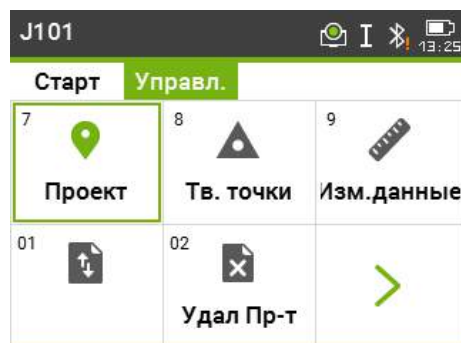 J101
13:25
Старт Управл.
7 8 9
Проект Тв. точки Изм.данные
01 02
Удал Пр-т